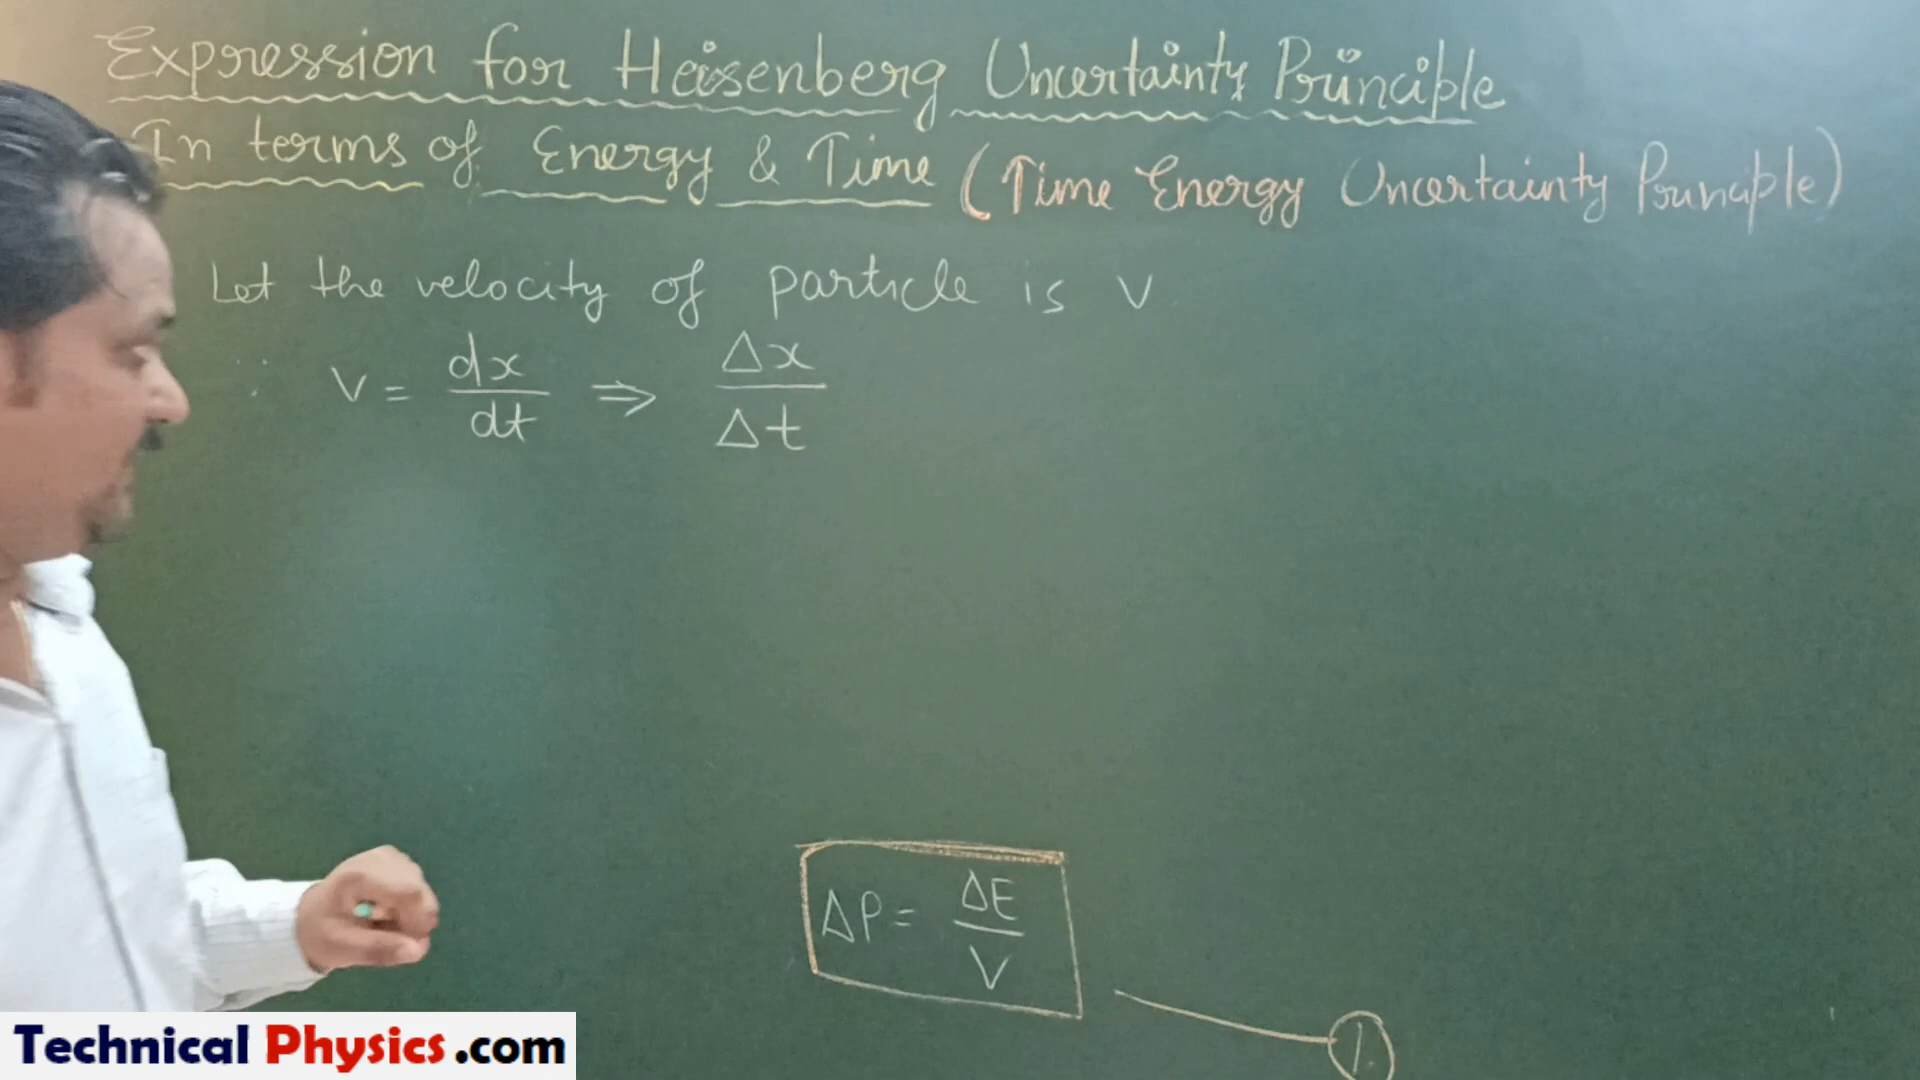 Expression for Heisenberg Uncertainty Principle
In terms of Energy & Time (Time Energy Uncertainty Principle)
Let the velocity of particle is v
∴ v = dx/dt ⇒ Δx/Δt
ΔP = ΔE/V
1.
Technical Physics .com